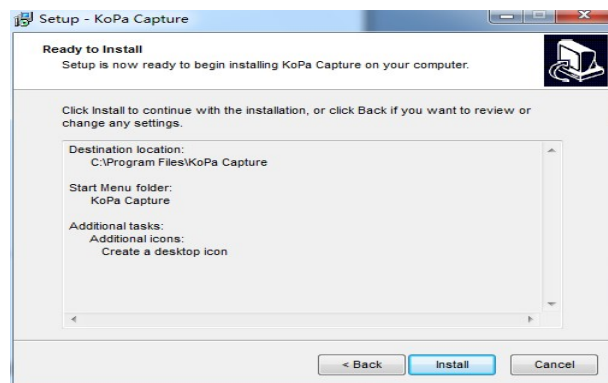 Setup - KoPa Capture
Ready to Install
Setup is now ready to begin installing KoPa Capture on your computer.
Click Install to continue with the installation, or click Back if you want to review or
change any settings.
Destination location:
C:\Program Files\KoPa Capture
Start Menu folder:
KoPa Capture
Additional tasks:
Additional icons:
Create a desktop icon
< Back
Install
Cancel